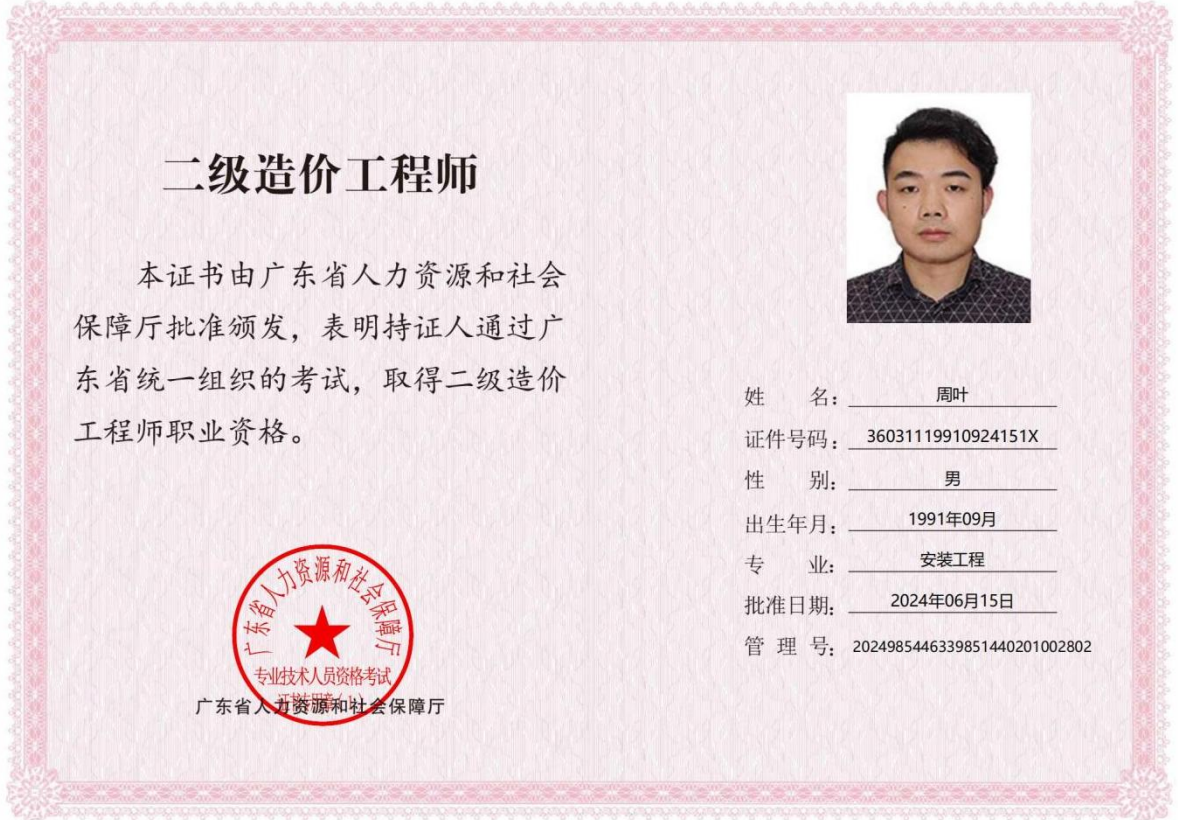 二级造价工程师
本证书由广东省人力资源和社会
保障厅批准颁发，表明持证人通过广
东省统一组织的考试，取得二级造价
工程师职业资格。
广东省人力资源和社会保障厅
专业技术人员资格考试
证书专用章（1）
广东省人力资源和社会保障厅
姓 名：周叶
证件号码：36031119910924151X
性 别：男
出生年月：1991年09月
专 业：安装工程
批准日期：2024年06月15日
管 理 号：2024985446339851440201002802